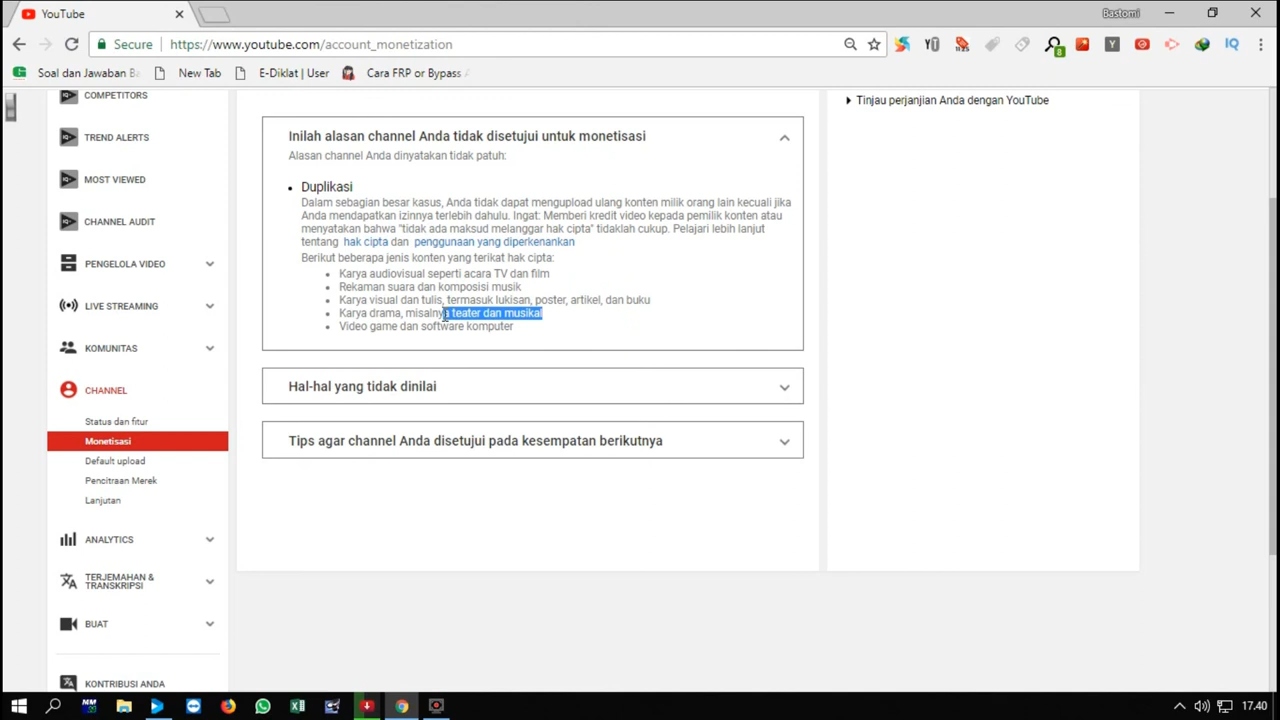 YouTube
Bastomi
Secure
https://www.youtube.com/account_monetization
Soal dan Jawaban Ba
New Tab
E-Diklat | User
Cara FRP or Bypass
COMPETITORS
TREND ALERTS
MOST VIEWED
CHANNEL AUDIT
PENGELOLA VIDEO
LIVE STREAMING
KOMUNITAS
CHANNEL
Status dan fitur
Monetisasi
Default upload
Pencitraan Merek
Lanjutan
ANALYTICS
TERJEMAHAN &
TRANSKRIPSI
BUAT
KONTRIBUSI ANDA
Inilah alasan channel Anda tidak disetujui untuk monetisasi
Alasan channel Anda dinyatakan tidak patuh:
Duplikasi
Dalam sebagian besar kasus, Anda tidak dapat mengupload ulang konten milik orang lain kecuali jika
Anda mendapatkan izinnya terlebih dahulu. Ingat: Memberi kredit video kepada pemilik konten atau
menyatakan bahwa "tidak ada maksud melanggar hak cipta" tidaklah cukup. Pelajari lebih lanjut
tentang hak cipta dan penggunaan yang diperkenankan
Berikut beberapa jenis konten yang terikat hak cipta:
Karya audiovisual seperti acara TV dan film
Rekaman suara dan komposisi musik
Karya visual dan tulis, termasuk lukisan, poster, artikel, dan buku
Karya drama, misalnya teater dan musikal
Video game dan software komputer
Hal-hal yang tidak dinilai
Tips agar channel Anda disetujui pada kesempatan berikutnya
Tinjau perjanjian Anda dengan YouTube
17.40